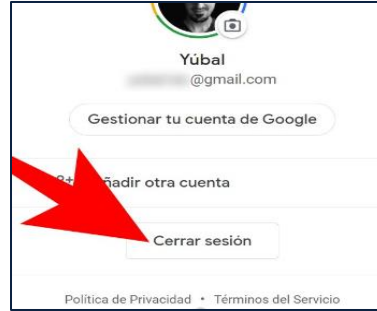 Yúbal
@gmail.com
Gestionar tu cuenta de Google
ñadir otra cuenta
Cerrar sesión
Política de Privacidad • Términos del Servicio